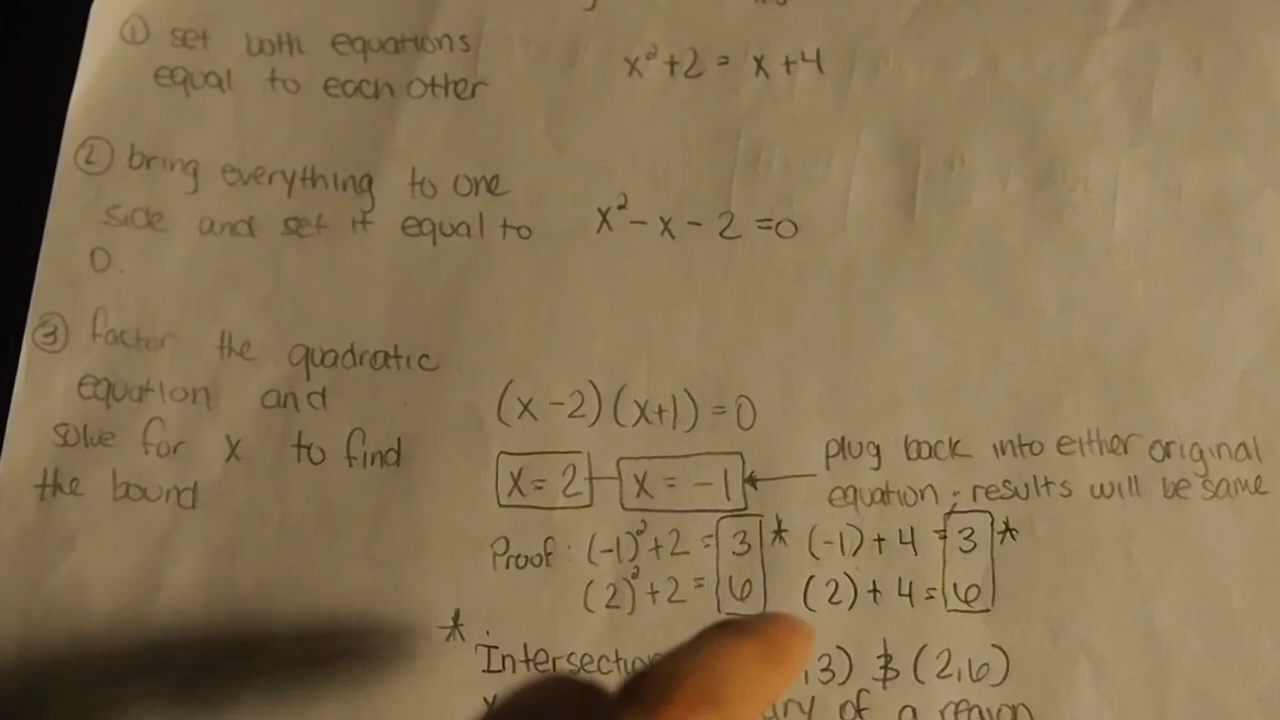 ① set both equations
equal to each other
x²+2 = x+4
② bring everything to one
side and set it equal to
0.
x²-x-2=0
③ factor the quadratic
equation and
solve for x to find
the bound
(x-2)(x+1)=0
x=2 x=-1
plug back into either original
equation; results will be same
Proof: (-1)²+2=3* (-1)+4=3*
(2)²+2=6 (2)+4=6
*
,3) & (2,6)
of a region